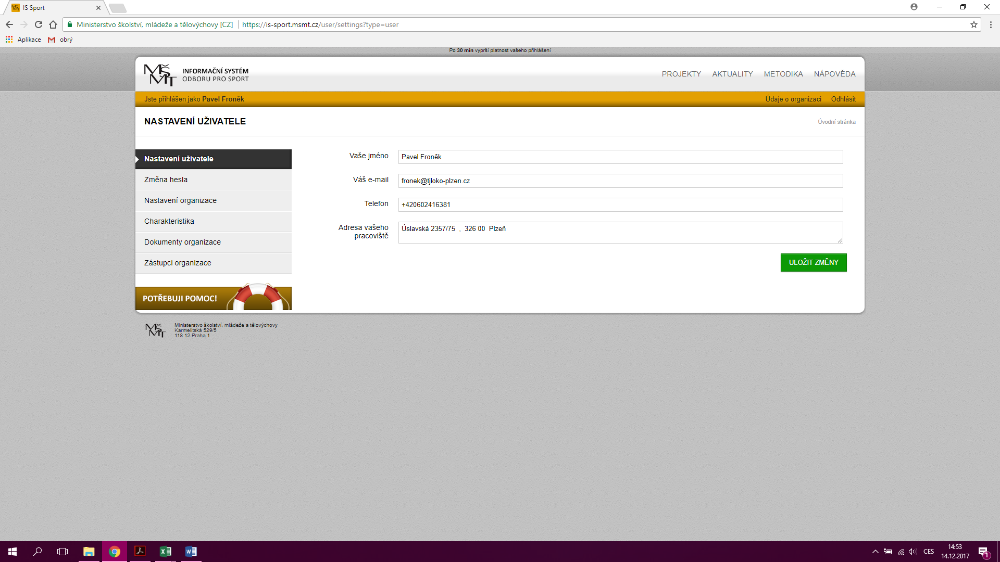 IS Sport
Ministerstvo školství, mládeže a tělovýchovy [CZ] https://is-sport.msmt.cz/user/settings?type=user
Aplikace obrý
Po 30 min vyprší platnost vašeho přihlášení
MŠMT INFORMAČNÍ SYSTÉM
ODBORU PRO SPORT
PROJEKTY AKTUALITY METODIKA NÁPOVĚDA
Jste přihlášen jako Pavel Froněk Údaje o organizaci Odhlásit
NASTAVENÍ UŽIVATELE Úvodní stránka
Nastavení uživatele
Změna hesla
Nastavení organizace
Charakteristika
Dokumenty organizace
Zástupci organizace
POTŘEBUJI POMOC!
Vaše jméno Pavel Froněk
Váš e-mail fronek@tjloko-plzen.cz
Telefon +420602416381
Adresa vašeho pracoviště Úslavská 2357/75 , 326 00 Plzeň
ULOŽIT ZMĚNY
MŠMT
Ministerstvo školství, mládeže a tělovýchovy
Karmelitská 529/5
118 12 Praha 1
CES
14:53
14.12.2017
1